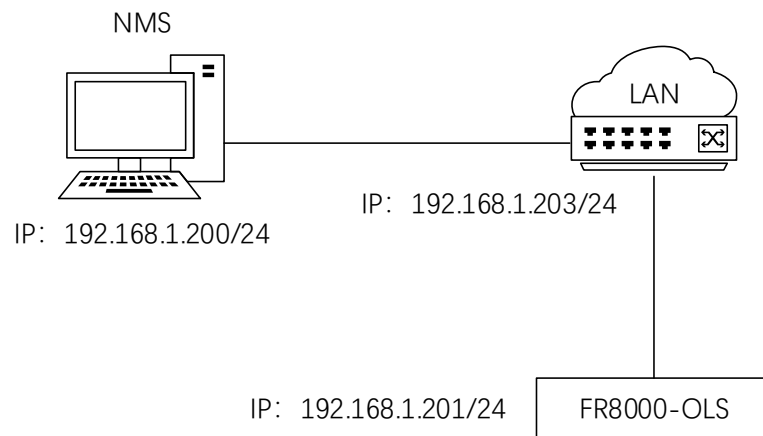 NMS
LAN
IP: 192.168.1.203/24
IP: 192.168.1.200/24
IP: 192.168.1.201/24
FR8000-OLS